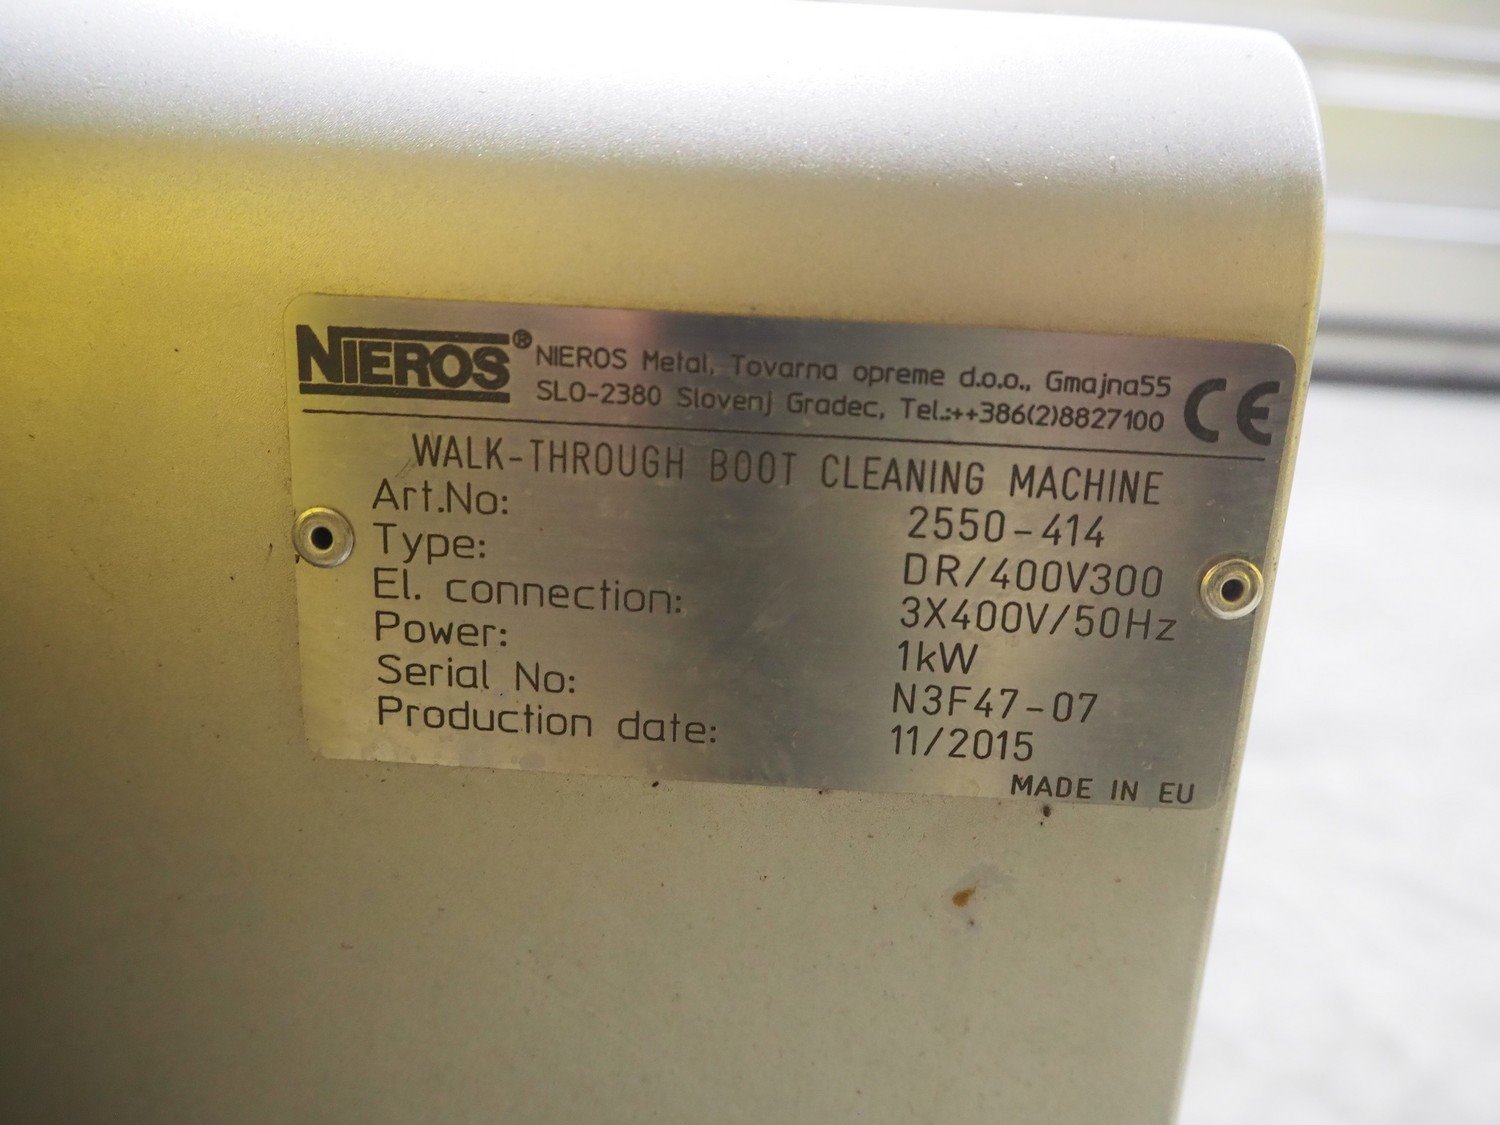 NIEROS® NIEROS Metal, Tovarna opreme d.o.o., Gmajna55
SLO-2380 Slovenj Gradec, Tel.:++386(2)8827100 CE
WALK-THROUGH BOOT CLEANING MACHINE
Art.No: 2550-414
Type: DR/400V300
El. connection: 3X400V/50Hz
Power: 1kW
Serial No: N3F47-07
Production date: 11/2015
MADE IN EU